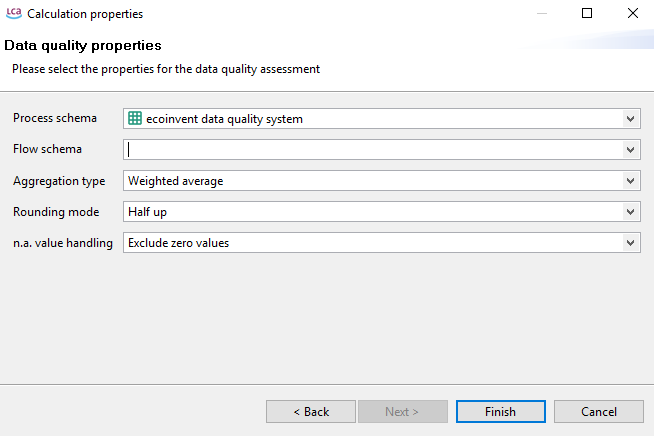 LCA Calculation properties
Data quality properties
Please select the properties for the data quality assessment
Process schema ecoinvent data quality system
Flow schema
Aggregation type Weighted average
Rounding mode Half up
n.a. value handling Exclude zero values
< Back Next > Finish Cancel